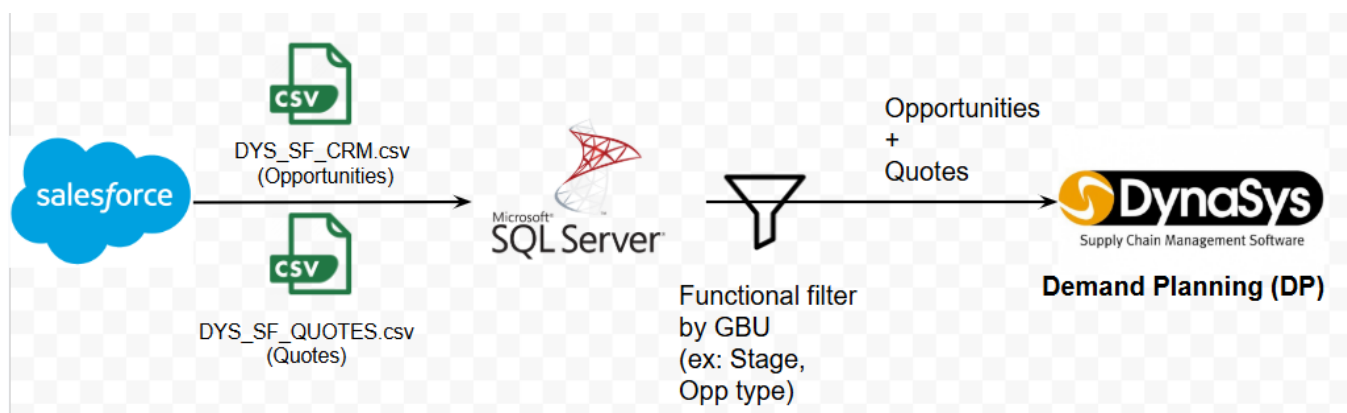 CSV
DYS_SF_CRM.csv
(Opportunities)
salesforce
CSV
DYS_SF_QUOTES.csv
(Quotes)
Microsoft®
SQL Server
Functional filter
by GBU
(ex: Stage,
Opp type)
Opportunities
+
Quotes
DynaSys
Supply Chain Management Software
Demand Planning (DP)